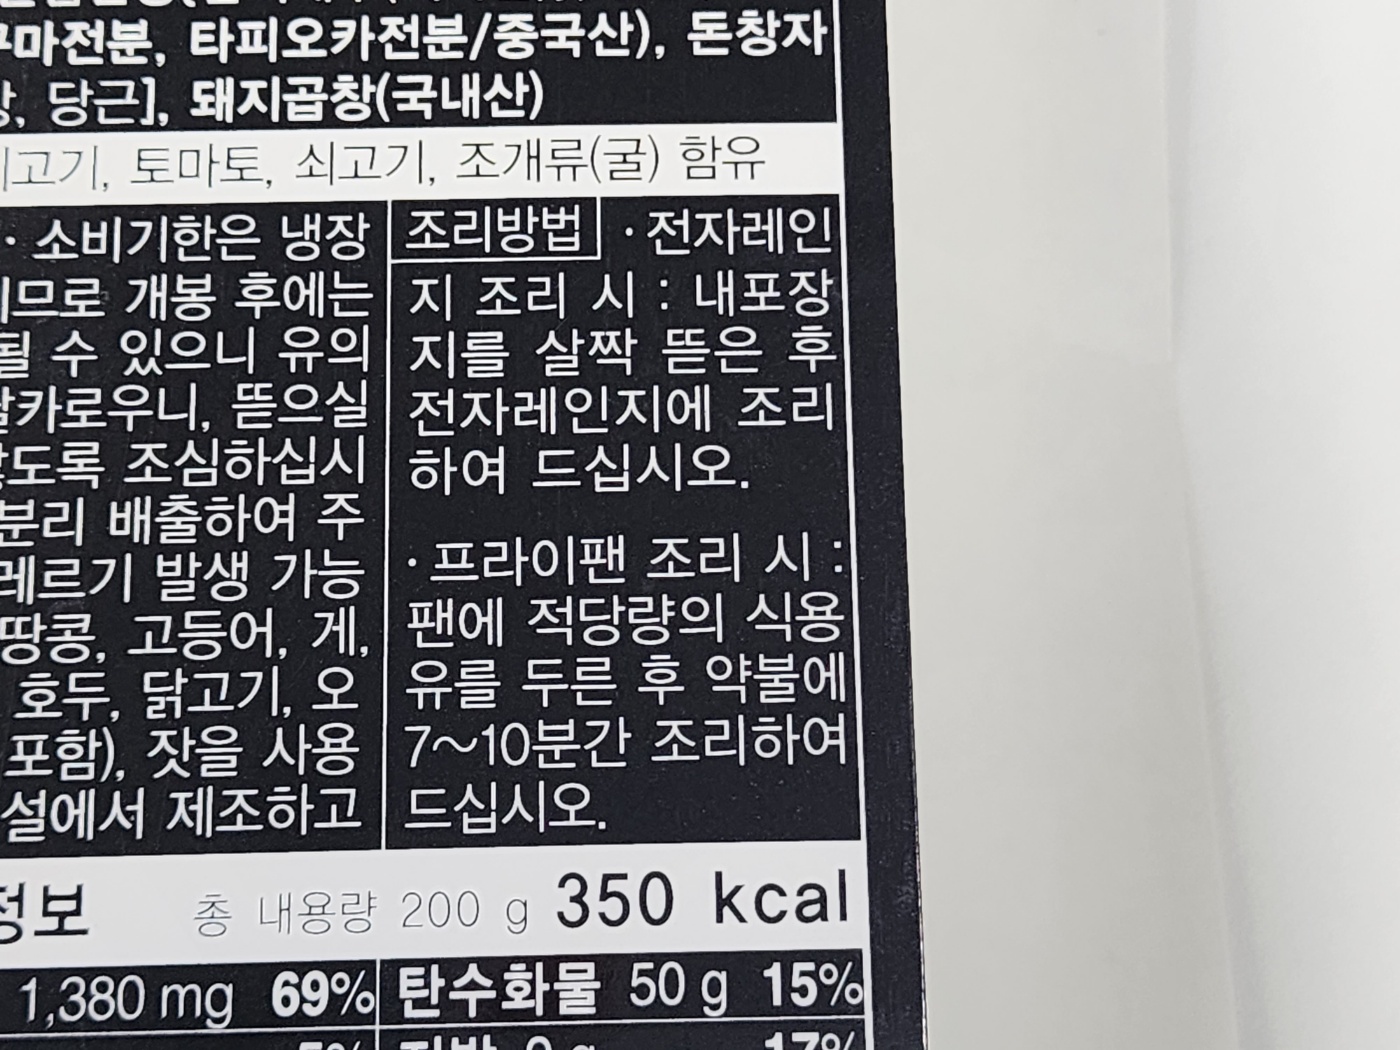 구마전분, 타피오카전분/중국산), 돈창자
당근], 돼지곱창(국내산)
고기, 토마토, 쇠고기, 조개류(굴) 함유
· 소비기한은 냉장
이므로 개봉 후에는
될 수 있으니 유의
날카로우니, 뜯으실
않도록 조심하십시
분리 배출하여 주
레르기 발생 가능
땅콩, 고등어, 게,
호두, 닭고기, 오
포함), 잣을 사용
설에서 제조하고
조리방법 · 전자레인
지 조리 시 : 내포장
지를 살짝 뜯은 후
전자레인지에 조리
하여 드십시오.
· 프라이팬 조리 시 :
팬에 적당량의 식용
유를 두른 후 약불에
7~10분간 조리하여
드십시오.
정보 총 내용량 200 g 350 kcal
1,380 mg 69% 탄수화물 50 g 15%